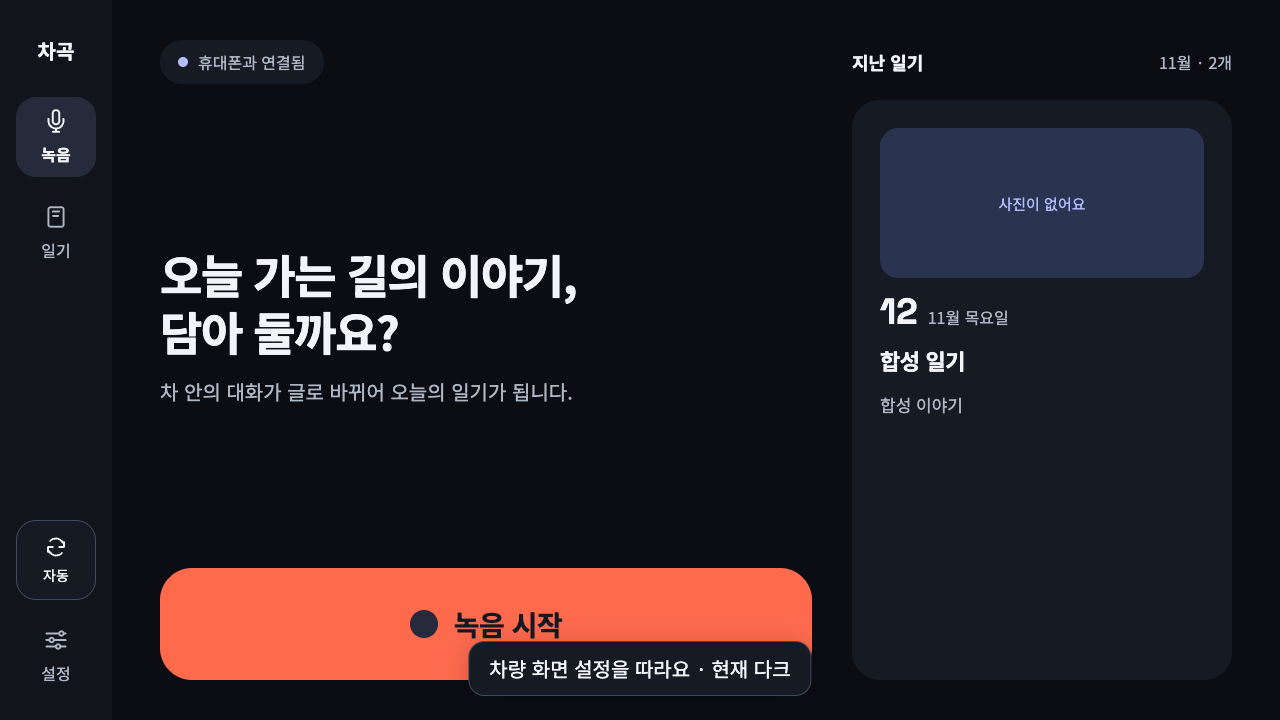 차곡
녹음
일기
자동
설정
휴대폰과 연결됨
오늘 가는 길의 이야기,
담아 둘까요?
차 안의 대화가 글로 바뀌어 오늘의 일기가 됩니다.
녹음 시작
차량 화면 설정을 따라요 · 현재 다크
지난 일기
11월 · 2개
사진이 없어요
12 11월 목요일
합성 일기
합성 이야기